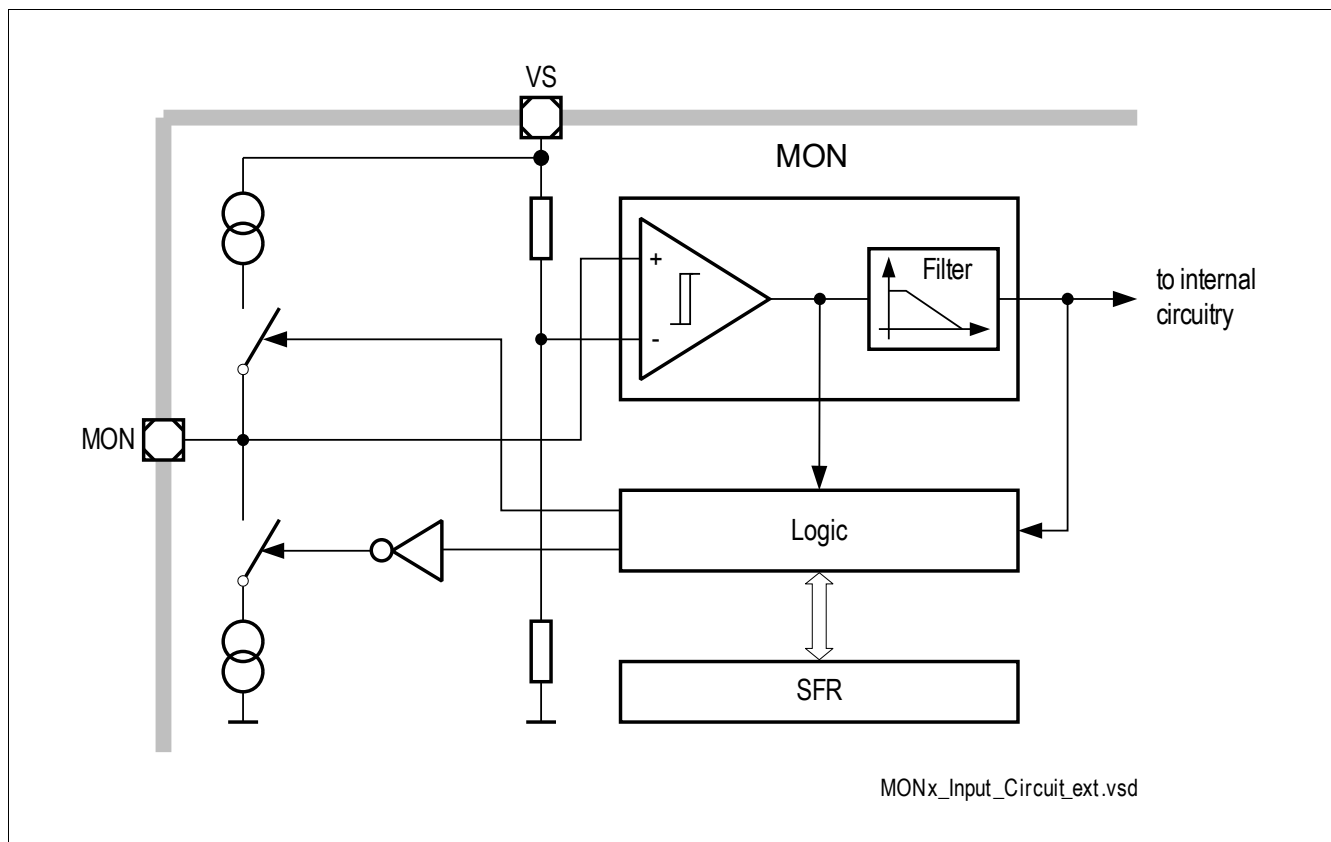 VS
MON
+
Filter
to internal
circuitry
-
MON
Logic
SFR
MONx_Input_Circuit_ext.vsd